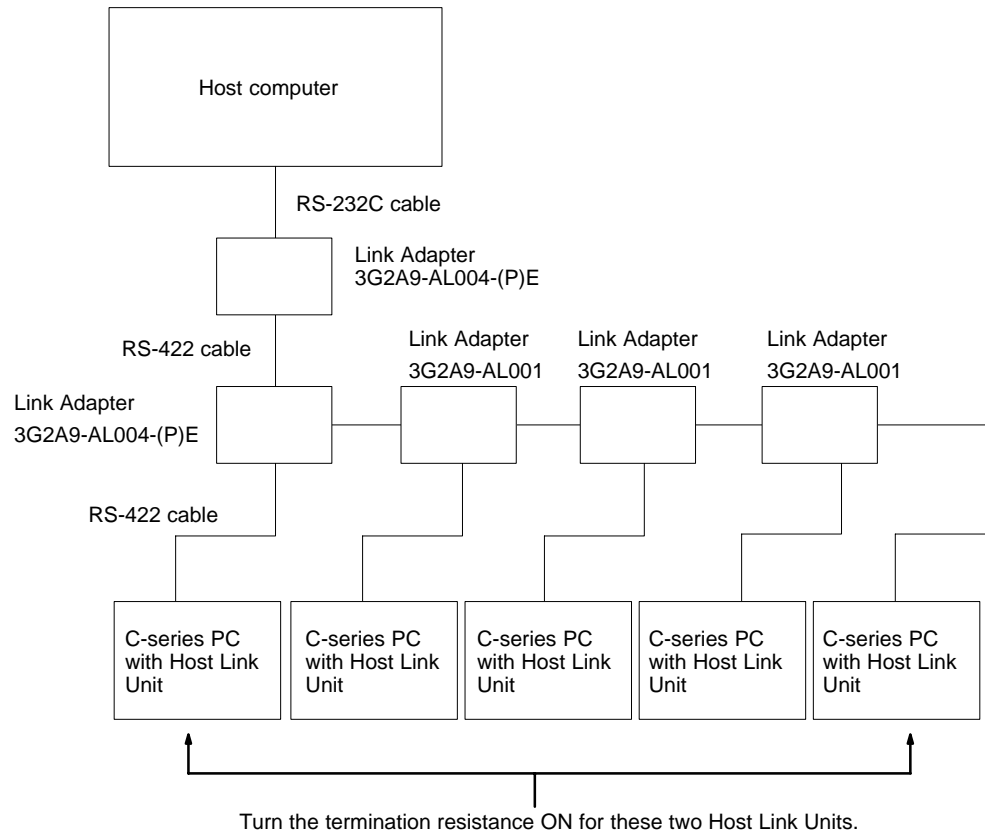 Host computer
RS-232C cable
Link Adapter
3G2A9-AL004-(P)E
RS-422 cable
Link Adapter
3G2A9-AL001
Link Adapter
3G2A9-AL001
Link Adapter
3G2A9-AL001
Link Adapter
3G2A9-AL004-(P)E
RS-422 cable
C-series PC
with Host Link
Unit
C-series PC
with Host Link
Unit
C-series PC
with Host Link
Unit
C-series PC
with Host Link
Unit
C-series PC
with Host Link
Unit
Turn the termination resistance ON for these two Host Link Units.